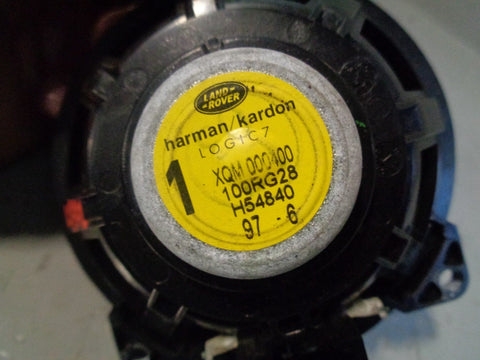 LAND
ROVER
harman/kardon
LOGIC7
1
XQM 000400
100RG28
H54840
97 - 6